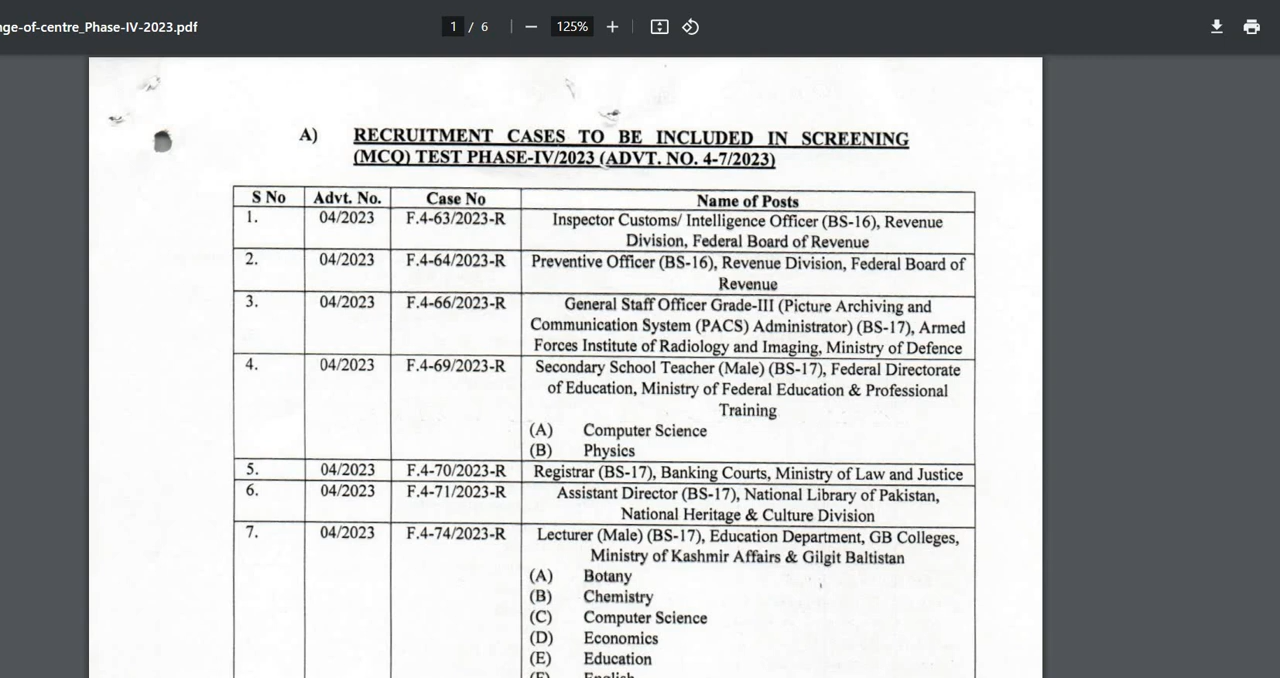 nge-of-centre_Phase-IV-2023.pdf
1 / 6
125%
A) RECRUITMENT CASES TO BE INCLUDED IN SCREENING
(MCQ) TEST PHASE-IV/2023 (ADVT. NO. 4-7/2023)
S No Advt. No. Case No Name of Posts
1. 04/2023 F.4-63/2023-R Inspector Customs/ Intelligence Officer (BS-16), Revenue
Division, Federal Board of Revenue
2. 04/2023 F.4-64/2023-R Preventive Officer (BS-16), Revenue Division, Federal Board of
Revenue
3. 04/2023 F.4-66/2023-R General Staff Officer Grade-III (Picture Archiving and
Communication System (PACS) Administrator) (BS-17), Armed
Forces Institute of Radiology and Imaging, Ministry of Defence
4. 04/2023 F.4-69/2023-R Secondary School Teacher (Male) (BS-17), Federal Directorate
of Education, Ministry of Federal Education & Professional
Training
(A) Computer Science
(B) Physics
5. 04/2023 F.4-70/2023-R Registrar (BS-17), Banking Courts, Ministry of Law and Justice
6. 04/2023 F.4-71/2023-R Assistant Director (BS-17), National Library of Pakistan,
National Heritage & Culture Division
7. 04/2023 F.4-74/2023-R Lecturer (Male) (BS-17), Education Department, GB Colleges,
Ministry of Kashmir Affairs & Gilgit Baltistan
(A) Botany
(B) Chemistry
(C) Computer Science
(D) Economics
(E) Education
(F) English